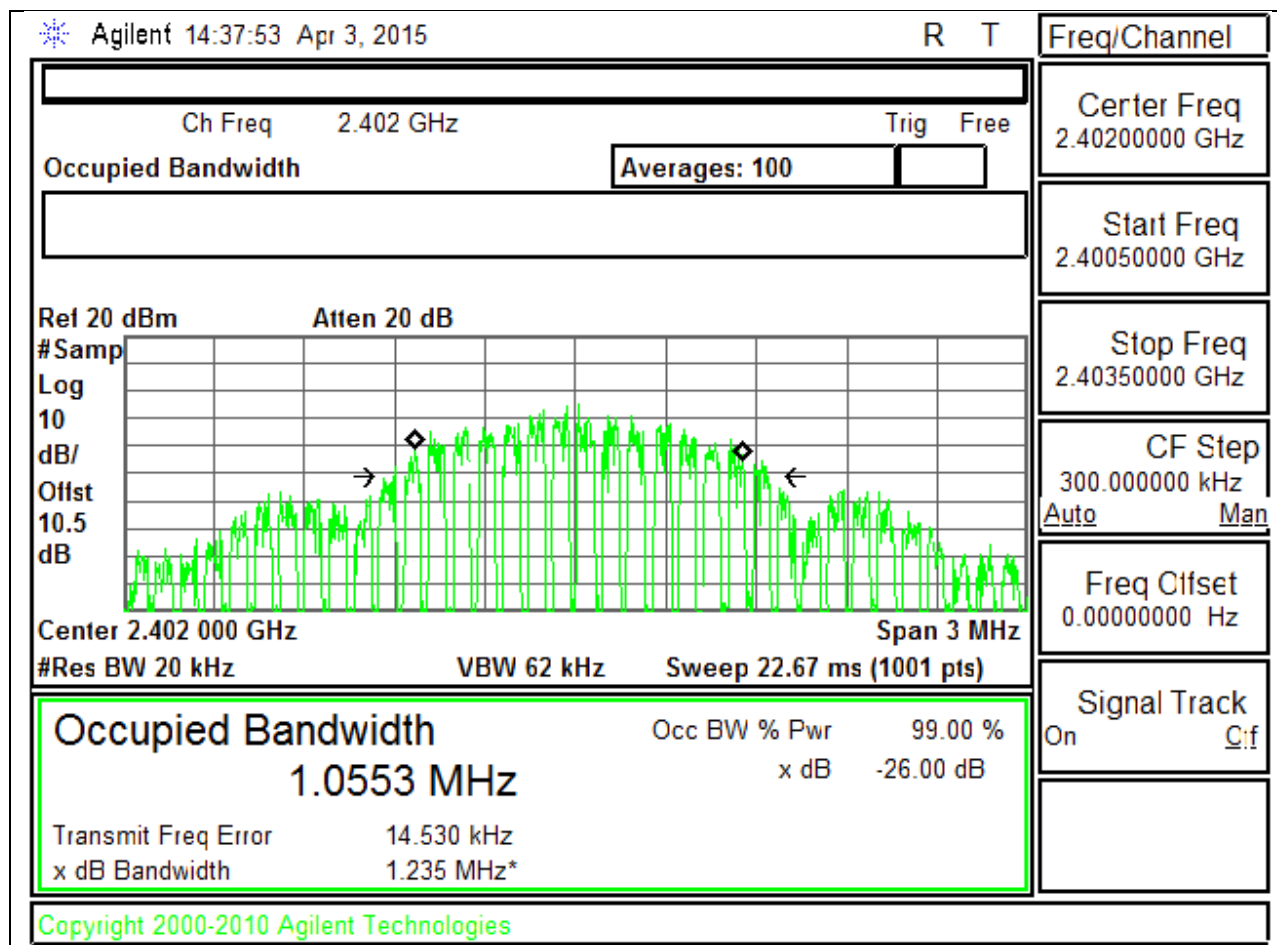 Agilent 14:37:53 Apr 3, 2015 R T
Freq/Channel
Ch Freq 2.402 GHz Trig Free
Occupied Bandwidth Averages: 100
Center Freq
2.40200000 GHz
Start Freq
2.40050000 GHz
Stop Freq
2.40350000 GHz
CF Step
300.000000 kHz
Auto Man
Freq Offset
0.00000000 Hz
Signal Track
On Off
Ref 20 dBm Atten 20 dB
#Samp
Log
10
dB/
Offst
10.5
dB
Center 2.402 000 GHz Span 3 MHz
#Res BW 20 kHz VBW 62 kHz Sweep 22.67 ms (1001 pts)
Occupied Bandwidth Occ BW % Pwr 99.00 %
1.0553 MHz x dB -26.00 dB
Transmit Freq Error 14.530 kHz
x dB Bandwidth 1.235 MHz*
Copyright 2000-2010 Agilent Technologies